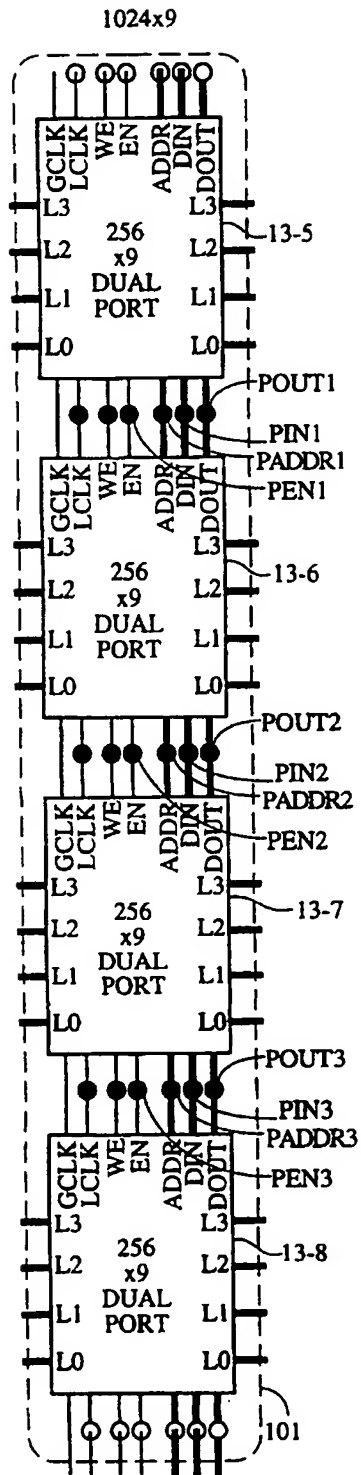 1024x9
GCLK LCLK WE EN ADDR DIN DOUT
L3 L3
256 x9 DUAL PORT
13-5
L2 L2
L1 L1
L0 L0
POUT1
PIN1
PADDR1
PEN1
GCLK LCLK WE EN ADDR DIN DOUT
L3 L3
256 x9 DUAL PORT
13-6
L2 L2
L1 L1
L0 L0
POUT2
PIN2
PADDR2
PEN2
GCLK LCLK WE EN ADDR DIN DOUT
L3 L3
256 x9 DUAL PORT
13-7
L2 L2
L1 L1
L0 L0
POUT3
PIN3
PADDR3
PEN3
GCLK LCLK WE EN ADDR DIN DOUT
L3 L3
256 x9 DUAL PORT
13-8
L2 L2
L1 L1
L0 L0
101